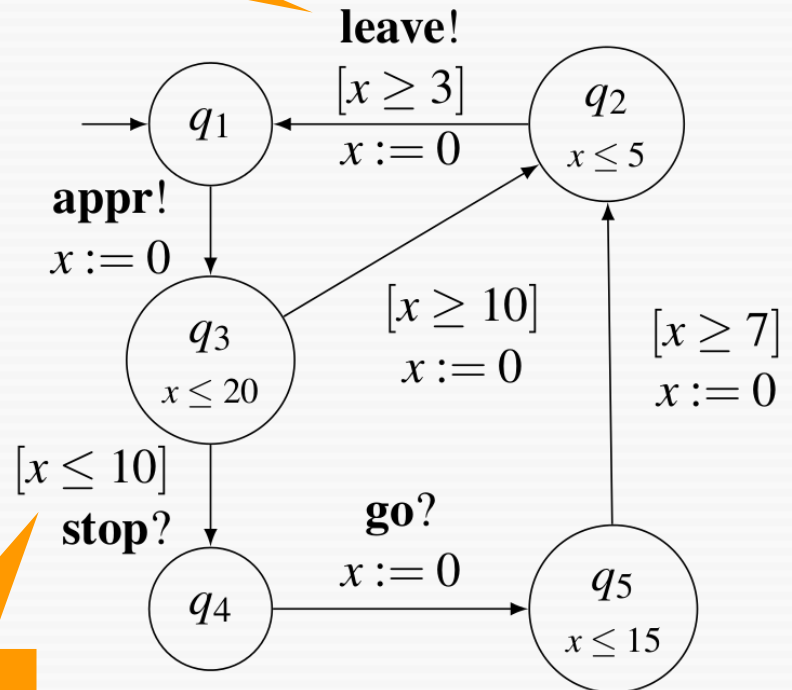 leave!
[x ≥ 3]
x := 0
q1
q2
x ≤ 5
appr!
x := 0
q3
x ≤ 20
[x ≥ 10]
x := 0
[x ≥ 7]
x := 0
[x ≤ 10]
stop?
go?
x := 0
q4
q5
x ≤ 15